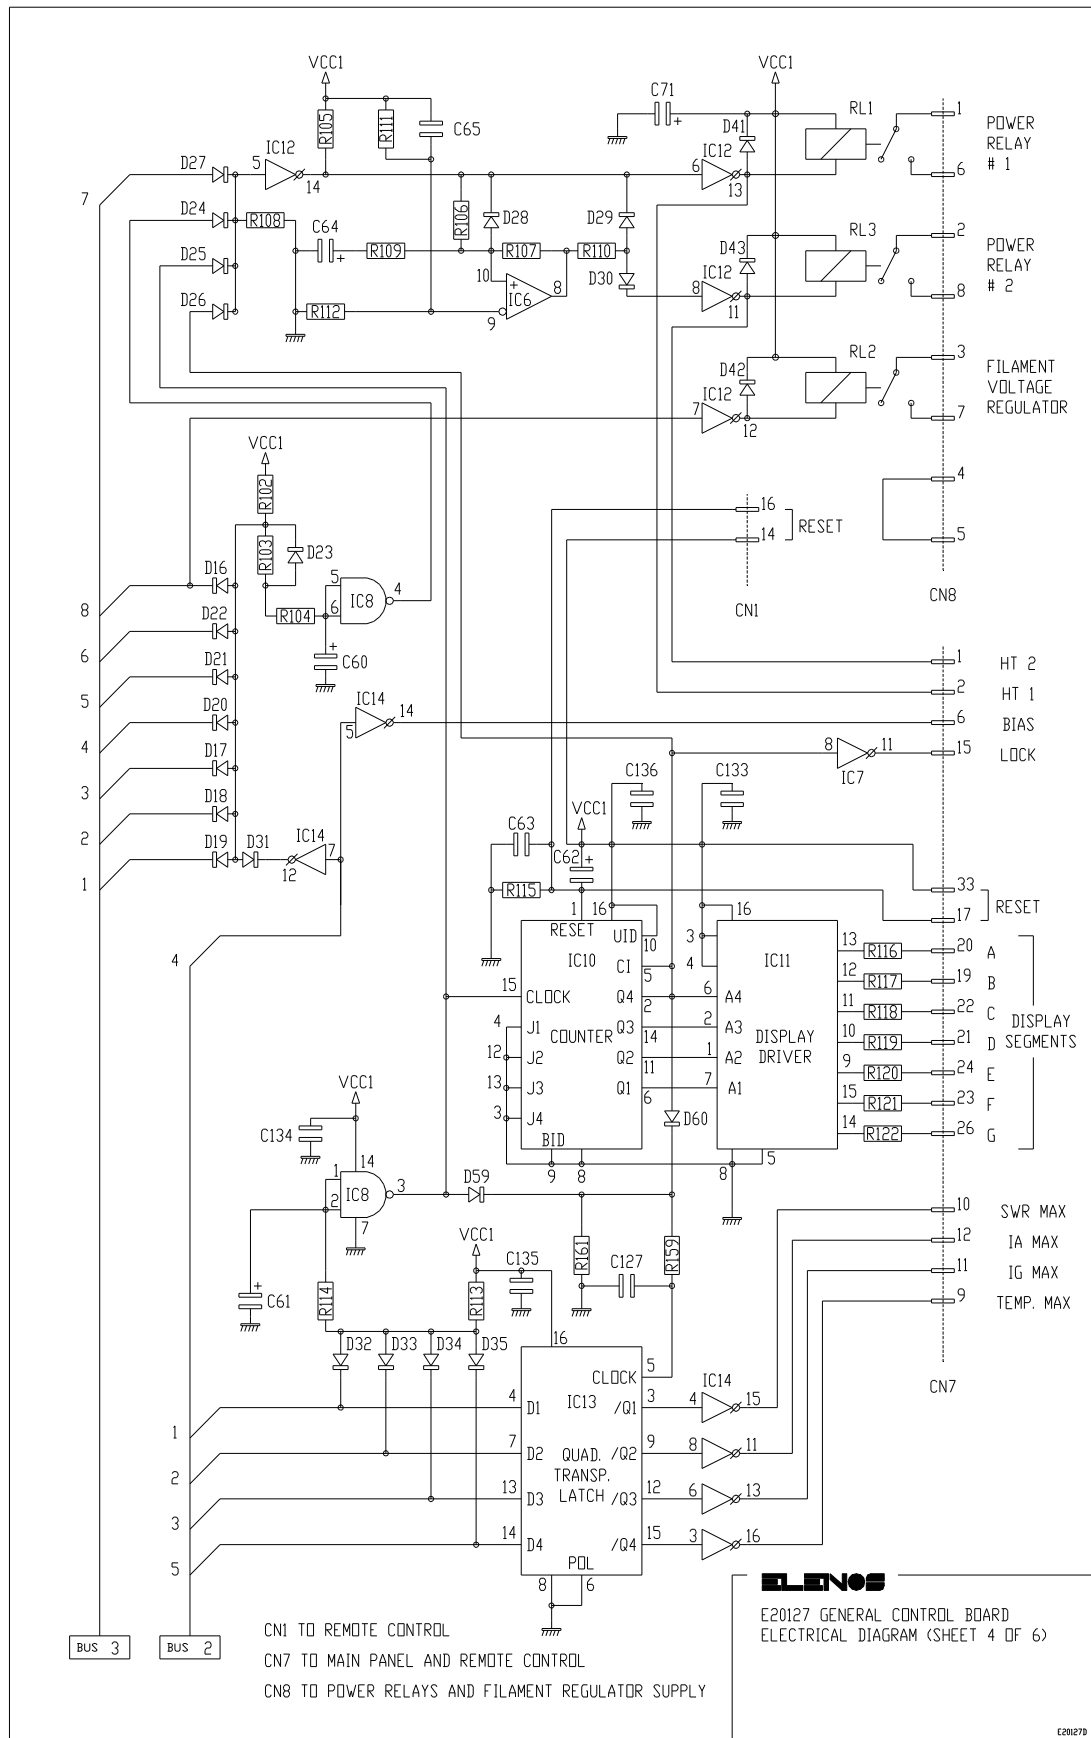 VCC1
VCC1
C71
RL1
1
POWER
RELAY
# 1
R105
R111
C65
D41
IC12
D27
5
14
6
IC12
13
6
7
D24
R108
C64
R109
R106
D28
R107
D29
R110
RL3
2
POWER
RELAY
# 2
D25
D43
IC12
D26
10
IC6
8
D30
8
11
8
R112
9
RL2
3
FILAMENT
VOLTAGE
REGULATOR
D42
IC12
7
12
7
VCC1
R102
4
16
RESET
14
5
R103
D23
D16
5
4
IC8
6
R104
CN1
CN8
8
D22
6
C60
1
HT 2
D21
5
IC14
2
HT 1
D20
14
5
6
BIAS
4
D17
8
11
IC7
15
LOCK
3
C136
C133
D18
VCC1
2
C63
D19
D31
IC14
7
12
C62
1
R115
33
RESET
17
1
16
16
RESET
UID
10
3
13
R116
20
A
4
IC10
CI
5
4
IC11
12
R117
19
B
15
CLOCK
Q4
2
6
A4
11
R118
22
C
4
J1
COUNTER
Q3
14
2
A3
DISPLAY
DRIVER
10
R119
21
D
DISPLAY
SEGMENTS
12
J2
Q2
11
1
A2
9
R120
24
E
13
J3
Q1
6
7
A1
15
R121
23
F
3
J4
D60
14
R122
26
G
BID
9
8
8
5
VCC1
C134
14
1
IC8
3
2
7
D59
10
SWR MAX
VCC1
R161
C127
R159
12
IA MAX
C135
11
IG MAX
C61
R114
R113
9
TEMP. MAX
D32
D33
D34
D35
16
CLOCK
5
CN7
4
D1
IC13
/Q1
3
IC14
4
15
1
7
D2
QUAD.
TRANSP.
LATCH
/Q2
9
8
11
2
13
D3
/Q3
12
6
13
3
14
D4
/Q4
15
3
16
5
POL
8
6
ELENOS
E20127 GENERAL CONTROL BOARD
ELECTRICAL DIAGRAM (SHEET 4 OF 6)
BUS 3
BUS 2
CN1 TO REMOTE CONTROL
CN7 TO MAIN PANEL AND REMOTE CONTROL
CN8 TO POWER RELAYS AND FILAMENT REGULATOR SUPPLY
E20127D